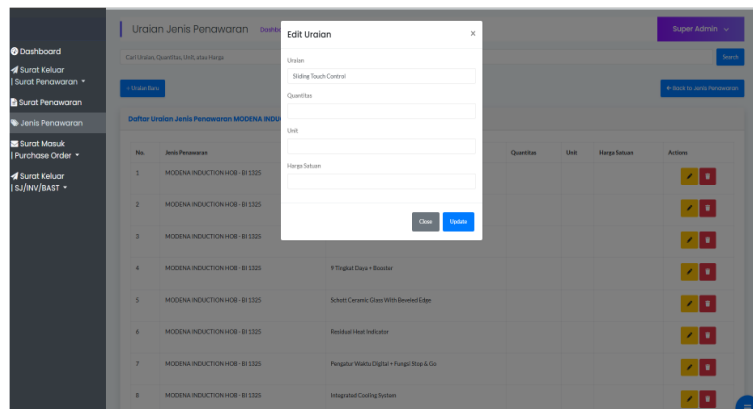 Uraian Jenis Penawaran
Edit Uraian
×
Super Admin
Dashboard
Surat Keluar
| Surat Penawaran
Surat Penawaran
Jenis Penawaran
Surat Masuk
| Purchase Order
Surat Keluar
| SJ/INV/BAST
Cari Uraian, Quantitas, Unit, atau Harga
Search
+ Uraian Baru
Back to Jenis Penawaran
Daftar Uraian Jenis Penawaran MODENA INDU
Uraian
Sliding Touch Control
Quantitas
Unit
Harga Satuan
Close
Update
No. Jenis Penawaran Quantitas Unit Harga Satuan Actions
1 MODENA INDUCTION HOB - BI 1325
2 MODENA INDUCTION HOB - BI 1325
3 MODENA INDUCTION HOB - BI 1325
4 MODENA INDUCTION HOB - BI 1325 9 Tingkat Daya + Booster
5 MODENA INDUCTION HOB - BI 1325 Schott Ceramic Glass With Beveled Edge
6 MODENA INDUCTION HOB - BI 1325 Residual Heat Indicator
7 MODENA INDUCTION HOB - BI 1325 Pengatur Waktu Digital + Fungsi Stop & Go
8 MODENA INDUCTION HOB - BI 1325 Integrated Cooling System